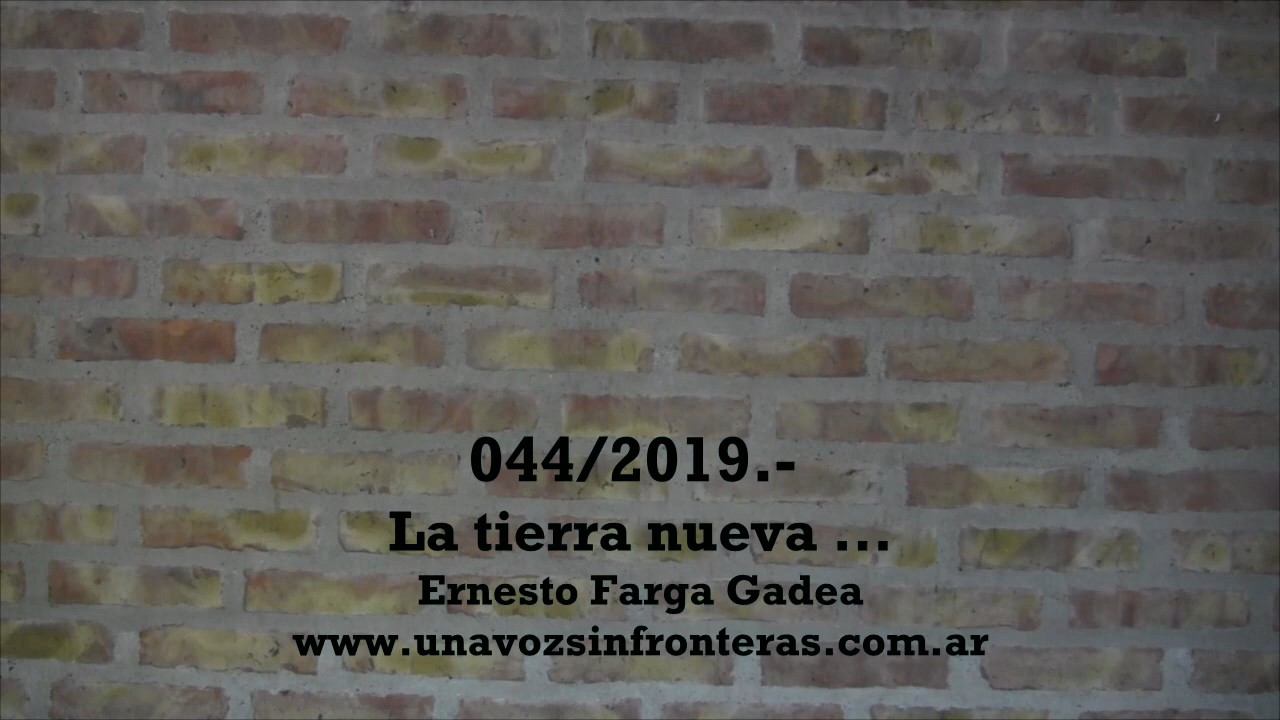 044/2019.-
La tierra nueva ...
Ernesto Farga Gadea
www.unavozsinfronteras.com.ar